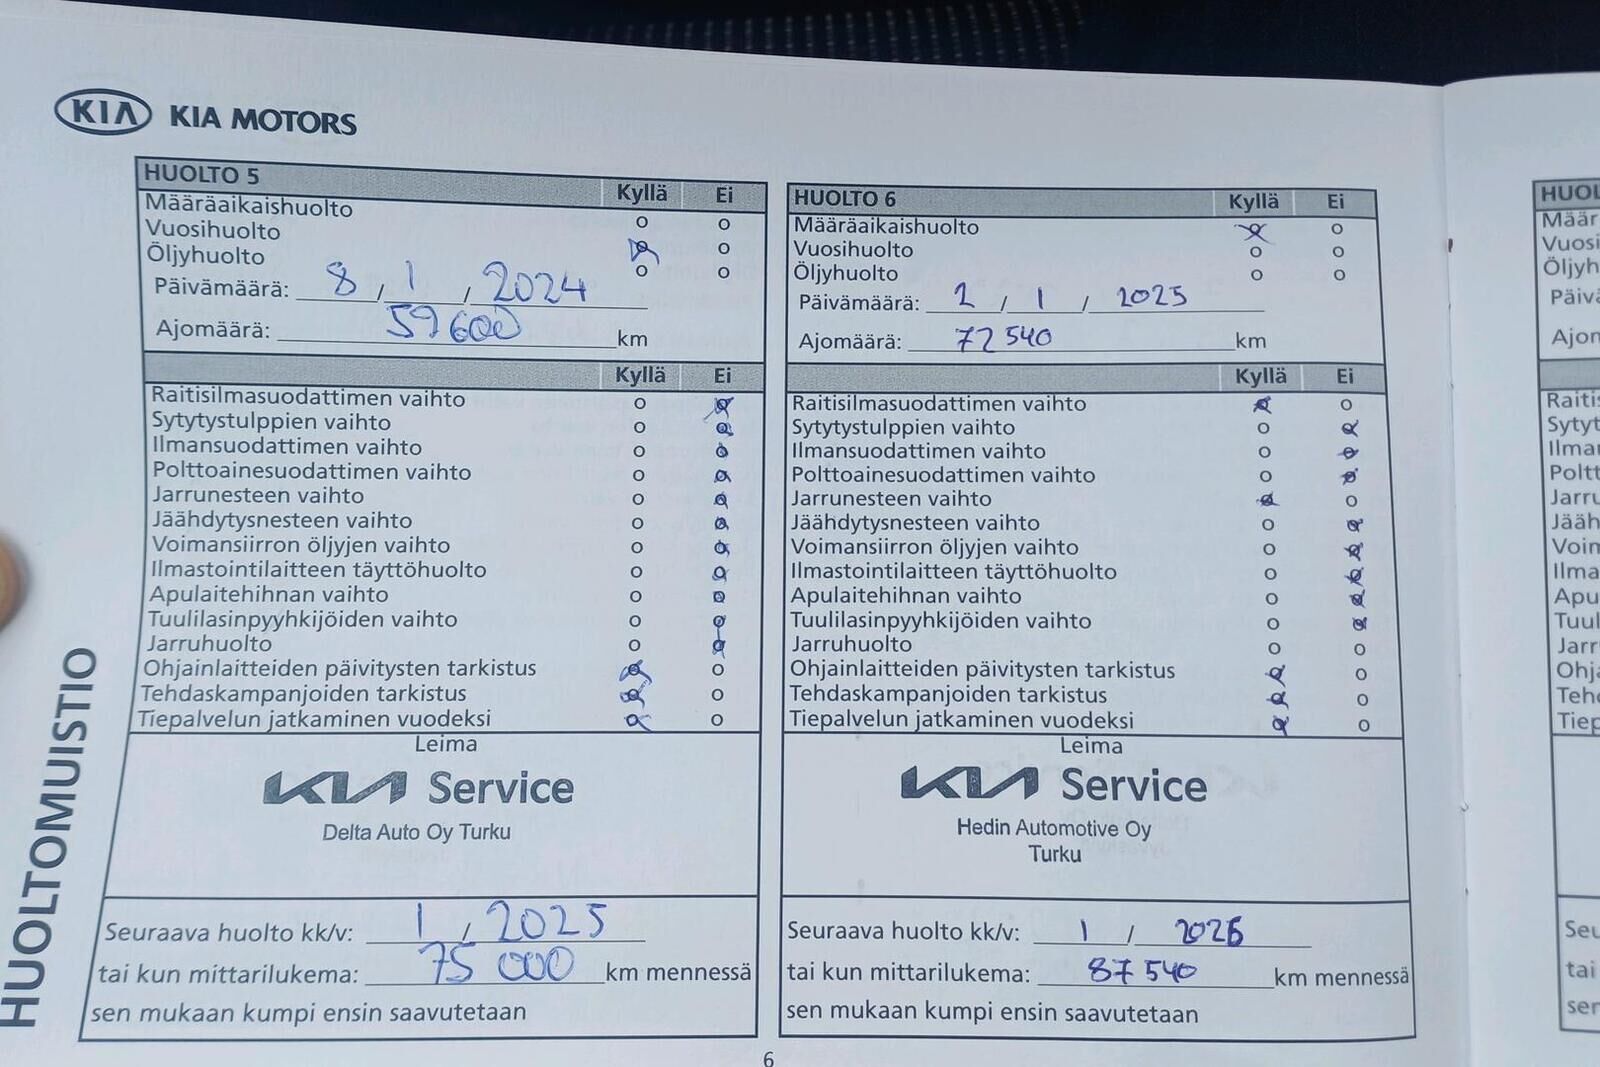 KIA KIA MOTORS
HUOLTOMUISTIO
HUOLTO 5 Kyllä Ei
Määräaikaishuolto o o
Vuosihuolto o o
Öljyhuolto o o
Päivämäärä: 8 / 1 / 2024
Ajomäärä: 59600 km
Kyllä Ei
Raitisilmasuodattimen vaihto o o
Sytytystulppien vaihto o o
Ilmansuodattimen vaihto o o
Polttoainesuodattimen vaihto o o
Jarrunesteen vaihto o o
Jäähdytysnesteen vaihto o o
Voimansiirron öljyjen vaihto o o
Ilmastointilaitteen täyttöhuolto o o
Apulaitehihnan vaihto o o
Tuulilasinpyyhkijöiden vaihto o o
Jarruhuolto o o
Ohjainlaitteiden päivitysten tarkistus o o
Tehdaskampanjoiden tarkistus o o
Tiepalvelun jatkaminen vuodeksi o o
Leima
KIA Service
Delta Auto Oy Turku
Seuraava huolto kk/v: 1 / 2025
tai kun mittarilukema: 75 000 km mennessä
sen mukaan kumpi ensin saavutetaan
HUOLTO 6 Kyllä Ei
Määräaikaishuolto o o
Vuosihuolto o o
Öljyhuolto o o
Päivämäärä: 2 / 1 / 2025
Ajomäärä: 72 540 km
Kyllä Ei
Raitisilmasuodattimen vaihto o o
Sytytystulppien vaihto o o
Ilmansuodattimen vaihto o o
Polttoainesuodattimen vaihto o o
Jarrunesteen vaihto o o
Jäähdytysnesteen vaihto o o
Voimansiirron öljyjen vaihto o o
Ilmastointilaitteen täyttöhuolto o o
Apulaitehihnan vaihto o o
Tuulilasinpyyhkijöiden vaihto o o
Jarruhuolto o o
Ohjainlaitteiden päivitysten tarkistus o o
Tehdaskampanjoiden tarkistus o o
Tiepalvelun jatkaminen vuodeksi o o
Leima
KIA Service
Hedin Automotive Oy
Turku
Seuraava huolto kk/v: 1 / 2026
tai kun mittarilukema: 87 540 km mennessä
sen mukaan kumpi ensin saavutetaan
6